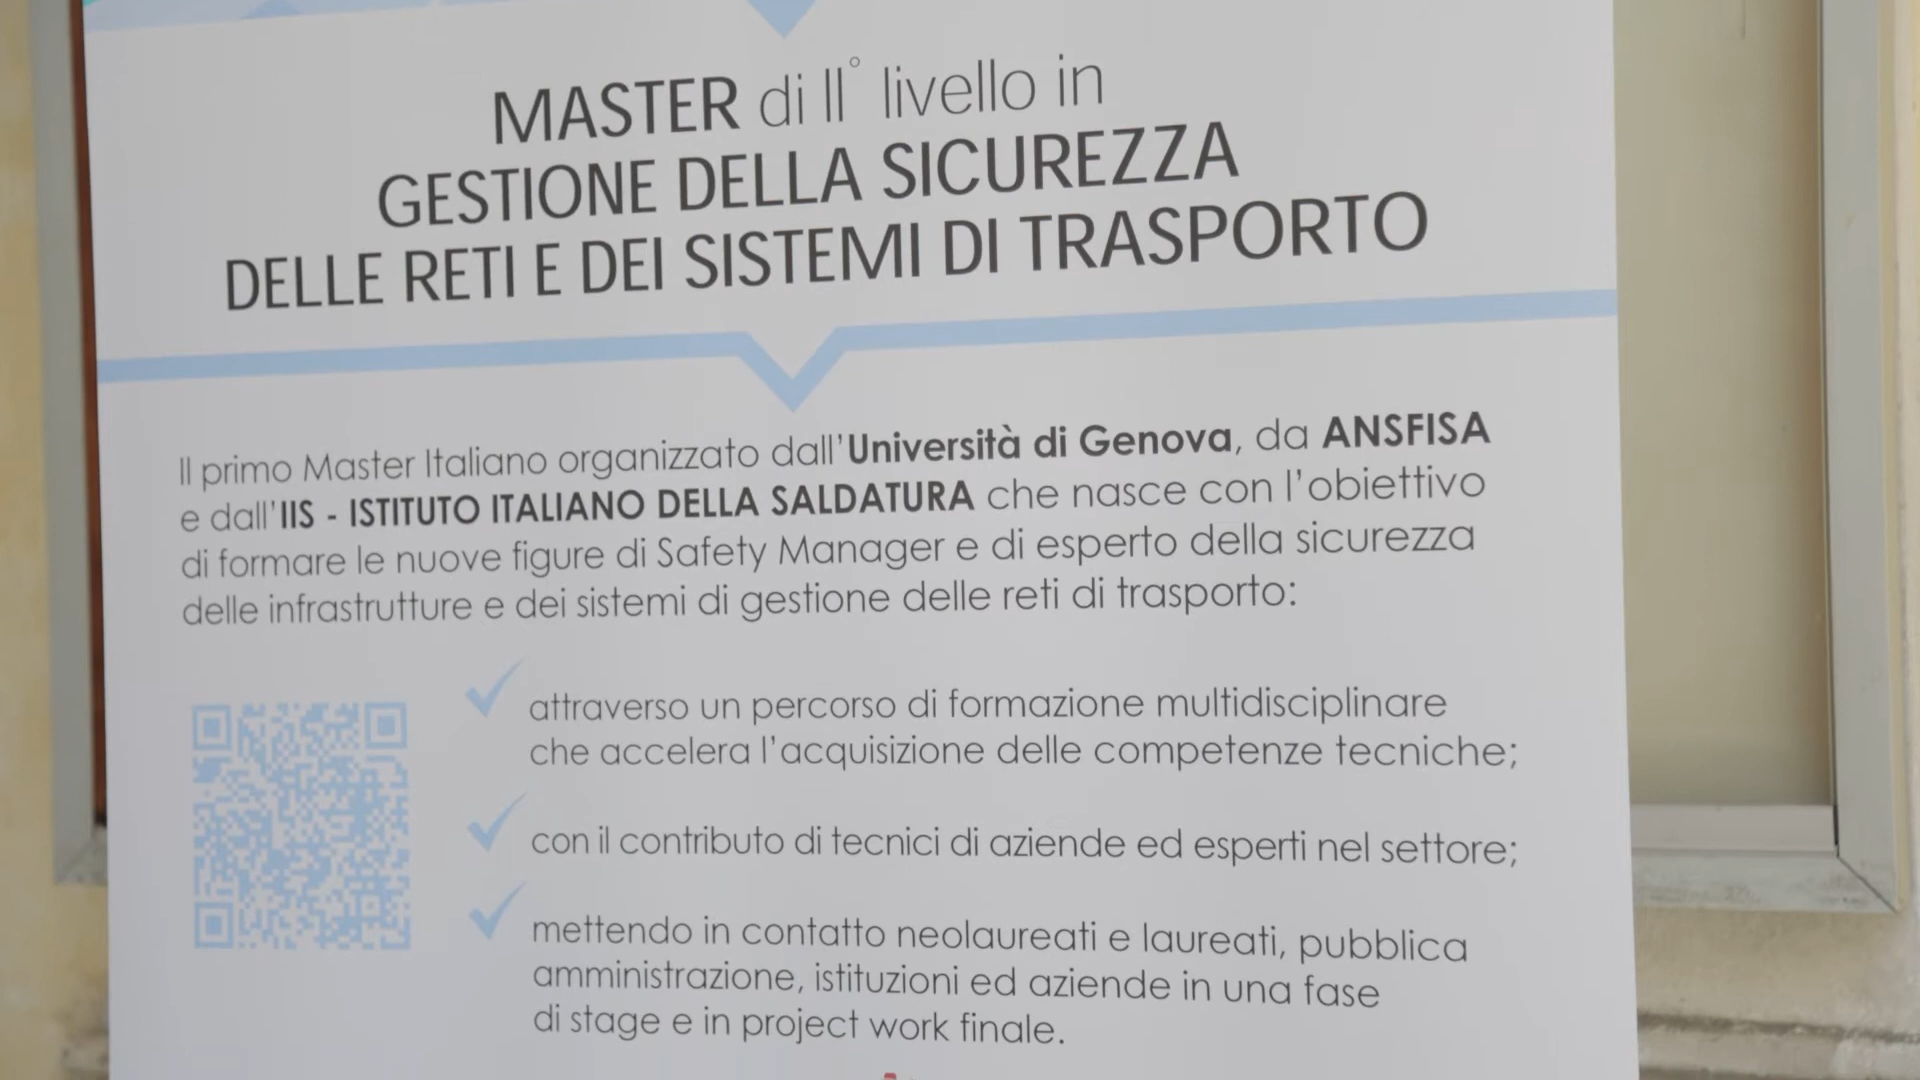 MASTER di II° livello in
GESTIONE DELLA SICUREZZA
DELLE RETI E DEI SISTEMI DI TRASPORTO
Il primo Master Italiano organizzato dall'Università di Genova, da ANSFISA
e dall'IIS - ISTITUTO ITALIANO DELLA SALDATURA che nasce con l'obiettivo
di formare le nuove figure di Safety Manager e di esperto della sicurezza
delle infrastrutture e dei sistemi di gestione delle reti di trasporto:
attraverso un percorso di formazione multidisciplinare
che accelera l'acquisizione delle competenze tecniche;
con il contributo di tecnici di aziende ed esperti nel settore;
mettendo in contatto neolaureati e laureati, pubblica
amministrazione, istituzioni ed aziende in una fase
di stage e in project work finale.